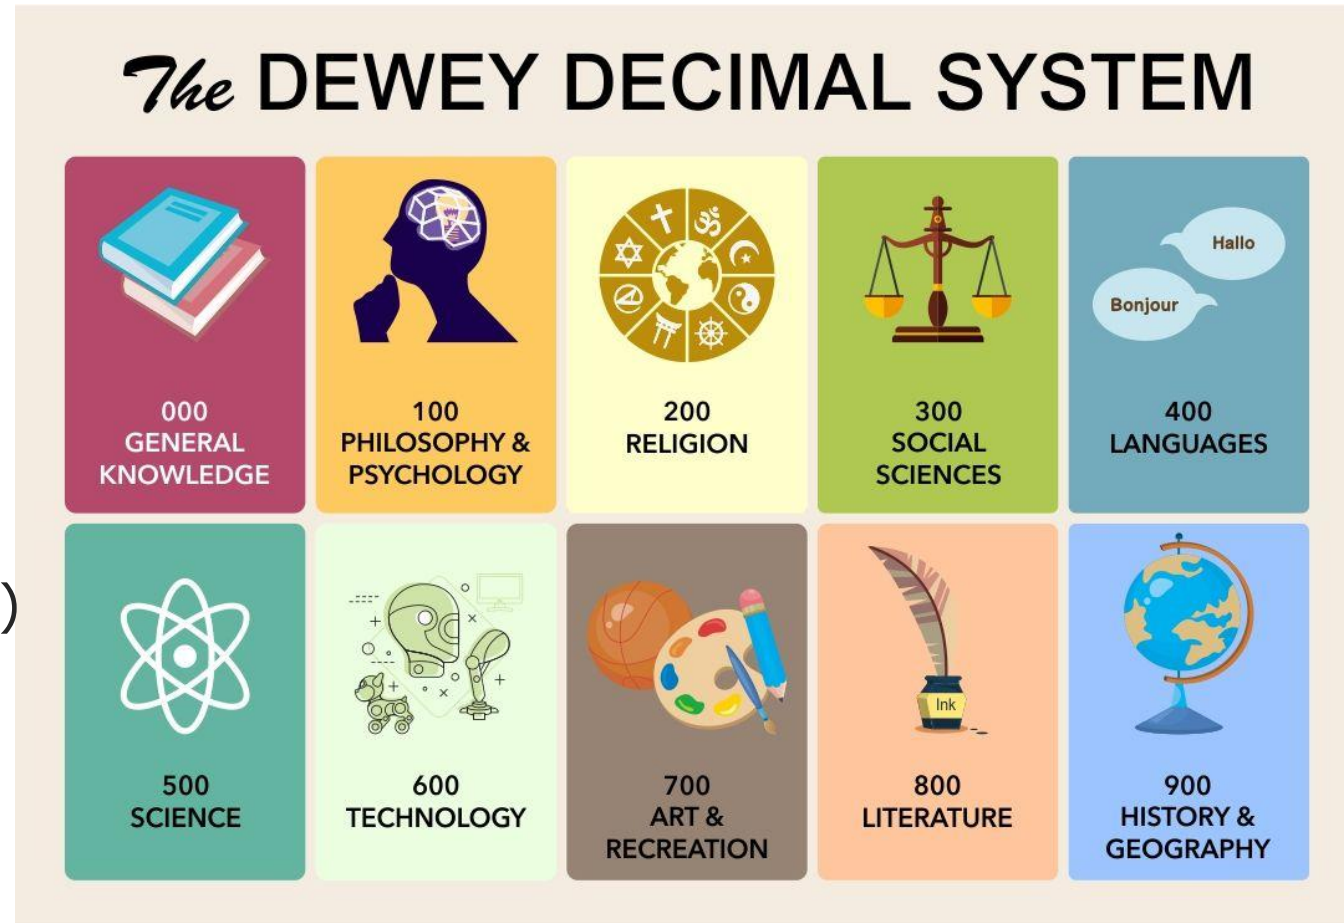 The DEWEY DECIMAL SYSTEM
000
GENERAL
KNOWLEDGE
100
PHILOSOPHY &
PSYCHOLOGY
200
RELIGION
300
SOCIAL
SCIENCES
400
LANGUAGES
Hallo
Bonjour
)
500
SCIENCE
600
TECHNOLOGY
700
ART &
RECREATION
Ink
800
LITERATURE
900
HISTORY &
GEOGRAPHY